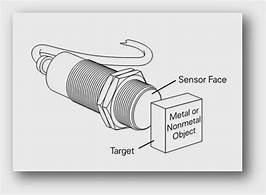 Sensor Face
Metal or
Nonmetal
Object
Target